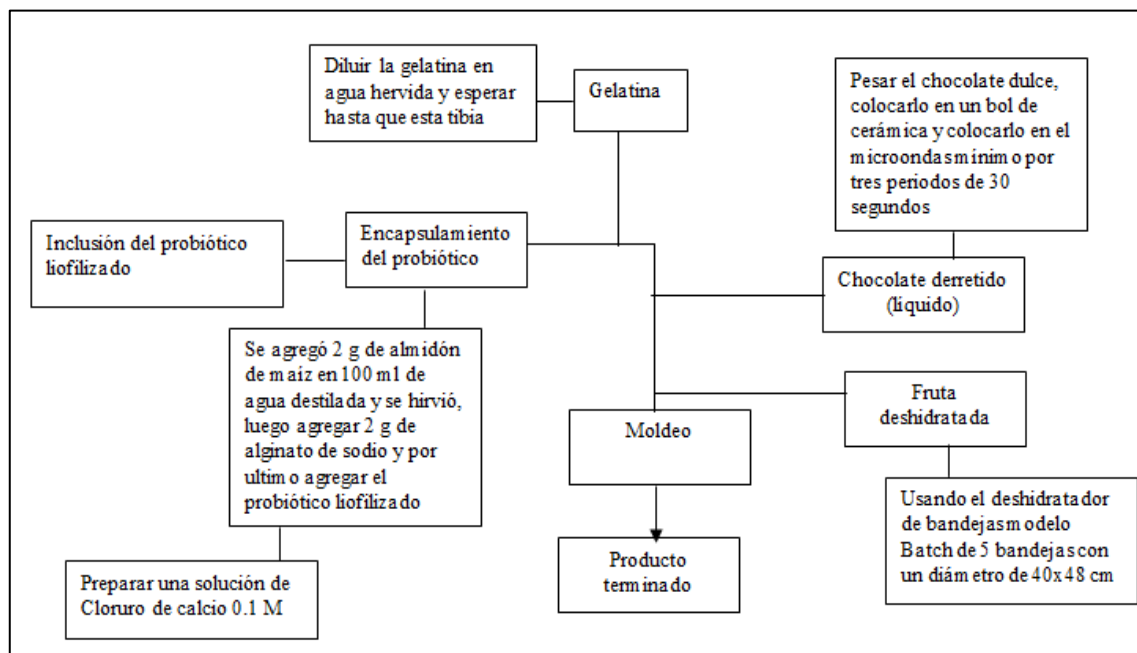 Diluir la gelatina en
agua hervida y esperar
hasta que esta tibia
Gelatina
Pesar el chocolate dulce,
colocarlo en un bol de
cerámica y colocarlo en el
microondas mínimo por
tres periodos de 30
segundos
Inclusión del probiótico
liofilizado
Encapsulamiento
del probiótico
Chocolate derretido
(liquido)
Se agregó 2 g de almidón
de maíz en 100 ml de
agua destilada y se hirvió,
luego agregar 2 g de
alginato de sodio y por
ultimo agregar el
probiótico liofilizado
Fruta
deshidratada
Moldeo
Usando el deshidratador
de bandejas modelo
Batch de 5 bandejas con
un diámetro de 40x48 cm
Producto
terminado
Preparar una solución de
Cloruro de calcio 0.1 M